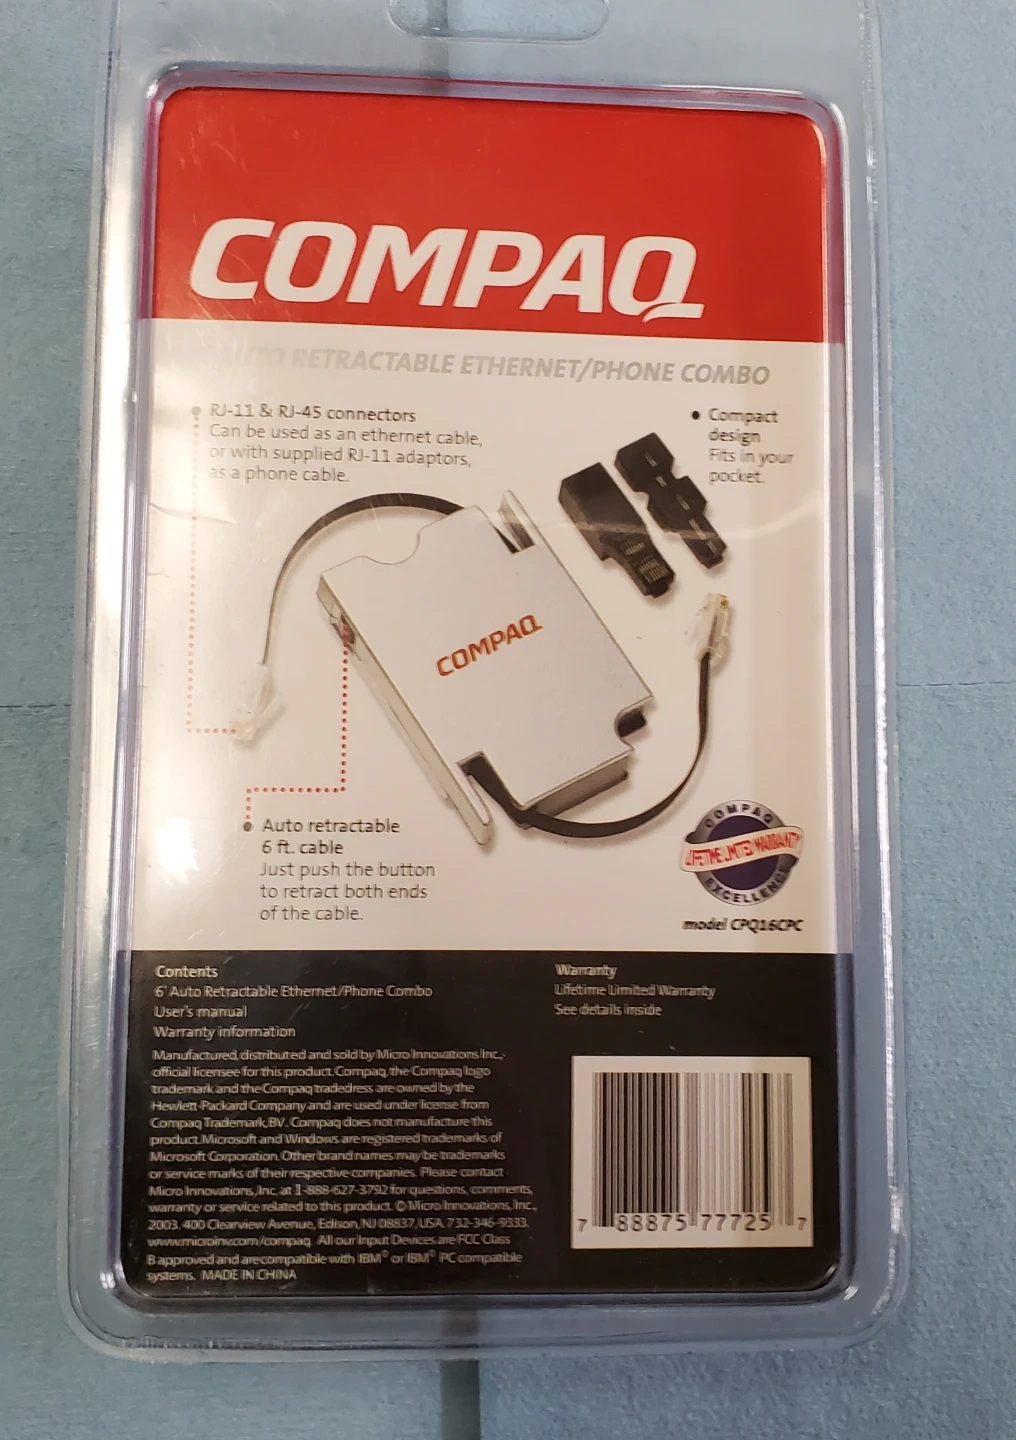 COMPAQ
AUTO RETRACTABLE ETHERNET/PHONE COMBO
• RJ-11 & RJ-45 connectors
Can be used as an ethernet cable,
or with supplied RJ-11 adaptors,
as a phone cable.
• Compact
design
Fits in your
pocket.
COMPAQ
• Auto retractable
6 ft. cable
Just push the button
to retract both ends
of the cable.
COMPAQ
LIFETIME LIMITED WARRANTY
EXCELLENCE
model CPQ16CPC
Contents
6' Auto Retractable Ethernet/Phone Combo
User's manual
Warranty information
Warranty
Lifetime Limited Warranty
See details inside
Manufactured, distributed and sold by Micro Innovations Inc.,
official licensee for this product. Compaq, the Compaq logo
trademark and the Compaq tradedress are owned by the
Hewlett-Packard Company and are used under license from
Compaq Trademark, BV. Compaq does not manufacture this
product. Microsoft and Windows are registered trademarks of
Microsoft Corporation. Other brand names may be trademarks
or service marks of their respective companies. Please contact
Micro Innovations, Inc. at 1-888-627-3792 for questions, comments,
warranty or service related to this product. © Micro Innovations, Inc.,
2003. 400 Clearview Avenue, Edison, NJ 08837, USA. 732-346-9333.
www.microinv.com/compaq. All our Input Devices are FCC Class
B approved and are compatible with IBM® or IBM® PC compatible
systems. MADE IN CHINA
7 88875 77725 7